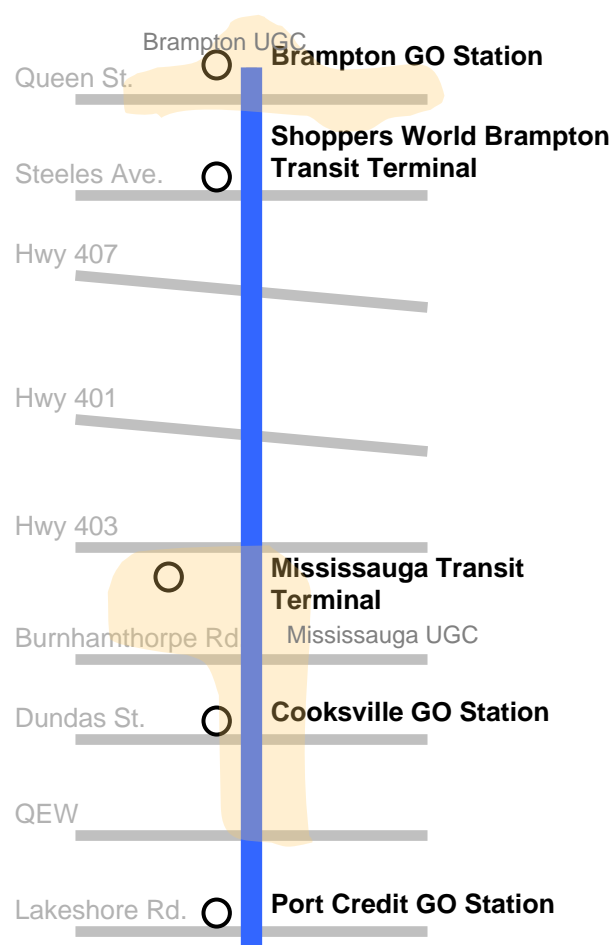 Brampton UGC
Brampton GO Station
Queen St.
Shoppers World Brampton
Transit Terminal
Steeles Ave.
Hwy 407
Hwy 401
Hwy 403
Mississauga Transit
Terminal
Burnhamthorpe Rd
Mississauga UGC
Dundas St.
Cooksville GO Station
QEW
Lakeshore Rd.
Port Credit GO Station